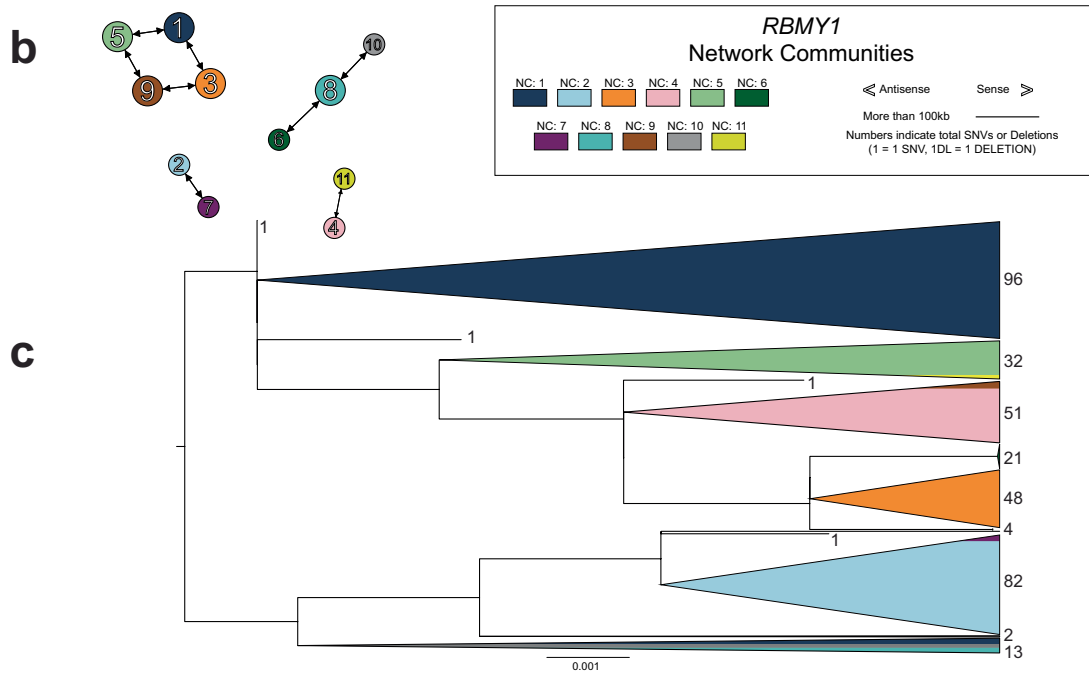 b
5
1
9
3
10
8
6
2
7
11
4
RBMY1
Network Communities
NC: 1 NC: 2 NC: 3 NC: 4 NC: 5 NC: 6
NC: 7 NC: 8 NC: 9 NC: 10 NC: 11
Antisense Sense
More than 100kb
Numbers indicate total SNVs or Deletions
(1 = 1 SNV, 1DL = 1 DELETION)
c
1
96
1
32
1
51
21
48
4
1
82
2
13
0.001